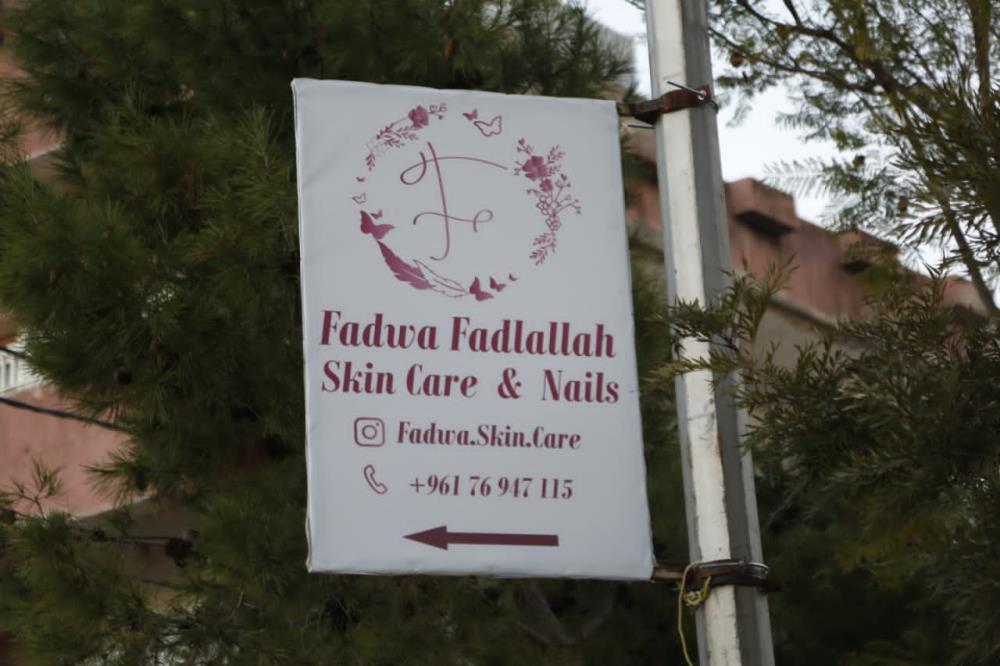 Fadwa Fadlallah
Skin Care & Nails
Fadwa.Skin.Care
+961 76 947 115